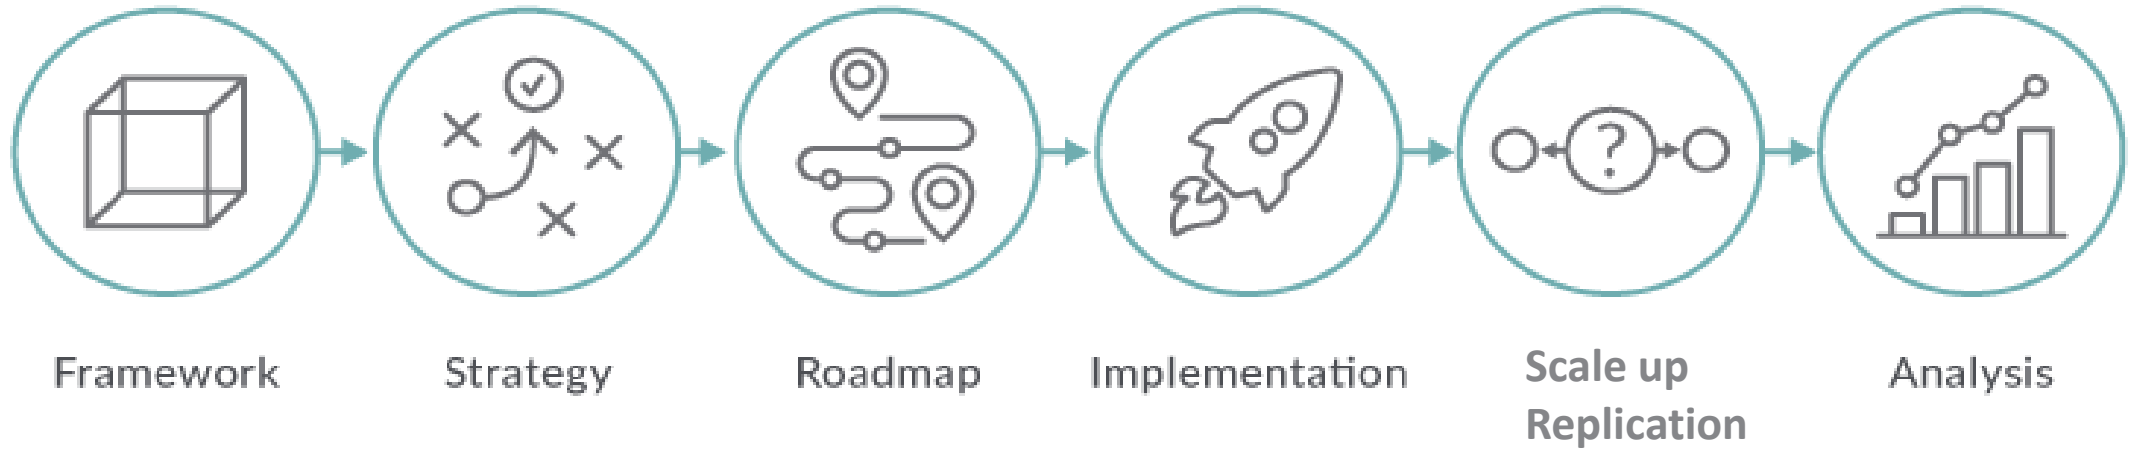 ?
Framework
Strategy
Roadmap
Implementation
Scale up
Replication
Analysis